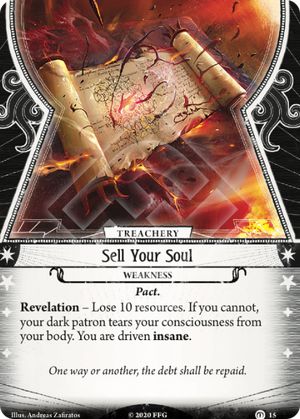 TREACHERY
Sell Your Soul
WEAKNESS
Pact.
Revelation – Lose 10 resources. If you cannot,
your dark patron tears your consciousness from
your body. You are driven insane.
One way or another, the debt shall be repaid.
Illus. Andreas Zafiratos © 2020 FFG 15